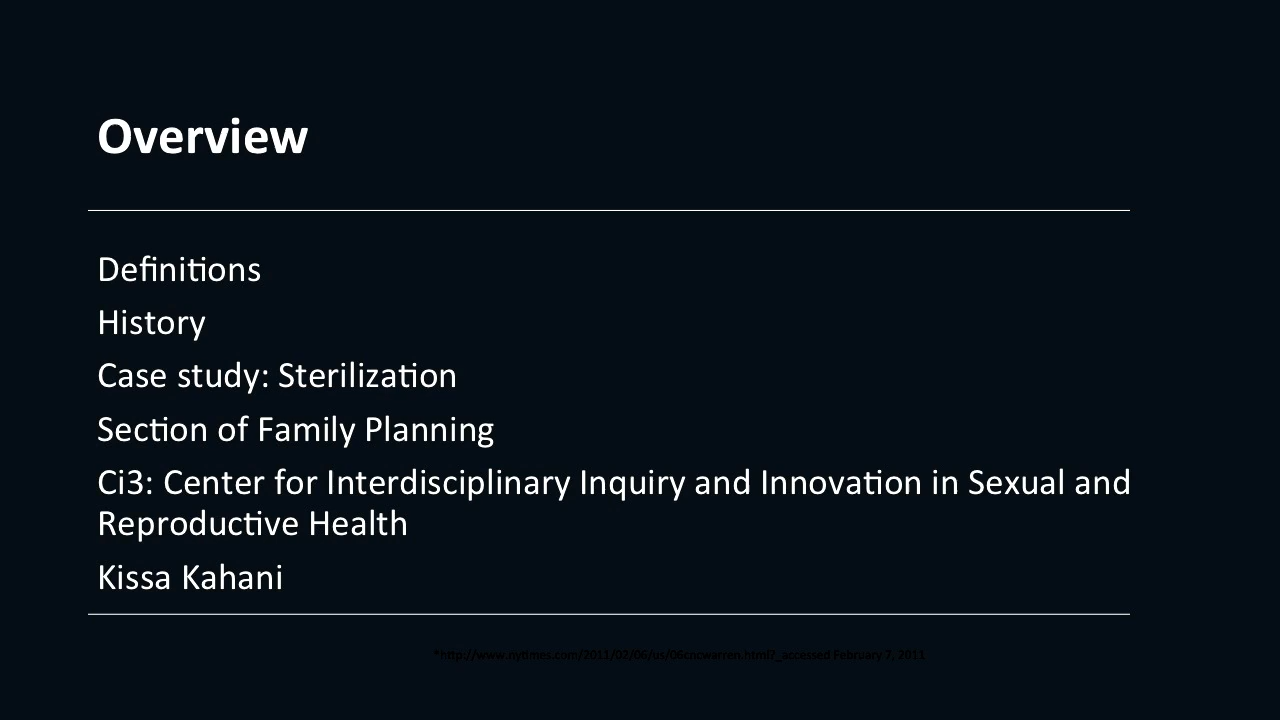 Overview
Definitions
History
Case study: Sterilization
Section of Family Planning
Ci3: Center for Interdisciplinary Inquiry and Innovation in Sexual and
Reproductive Health
Kissa Kahani
*http://www.nytimes.com/2011/02/06/us/06cncwarren.html?_accessed February 7, 2011